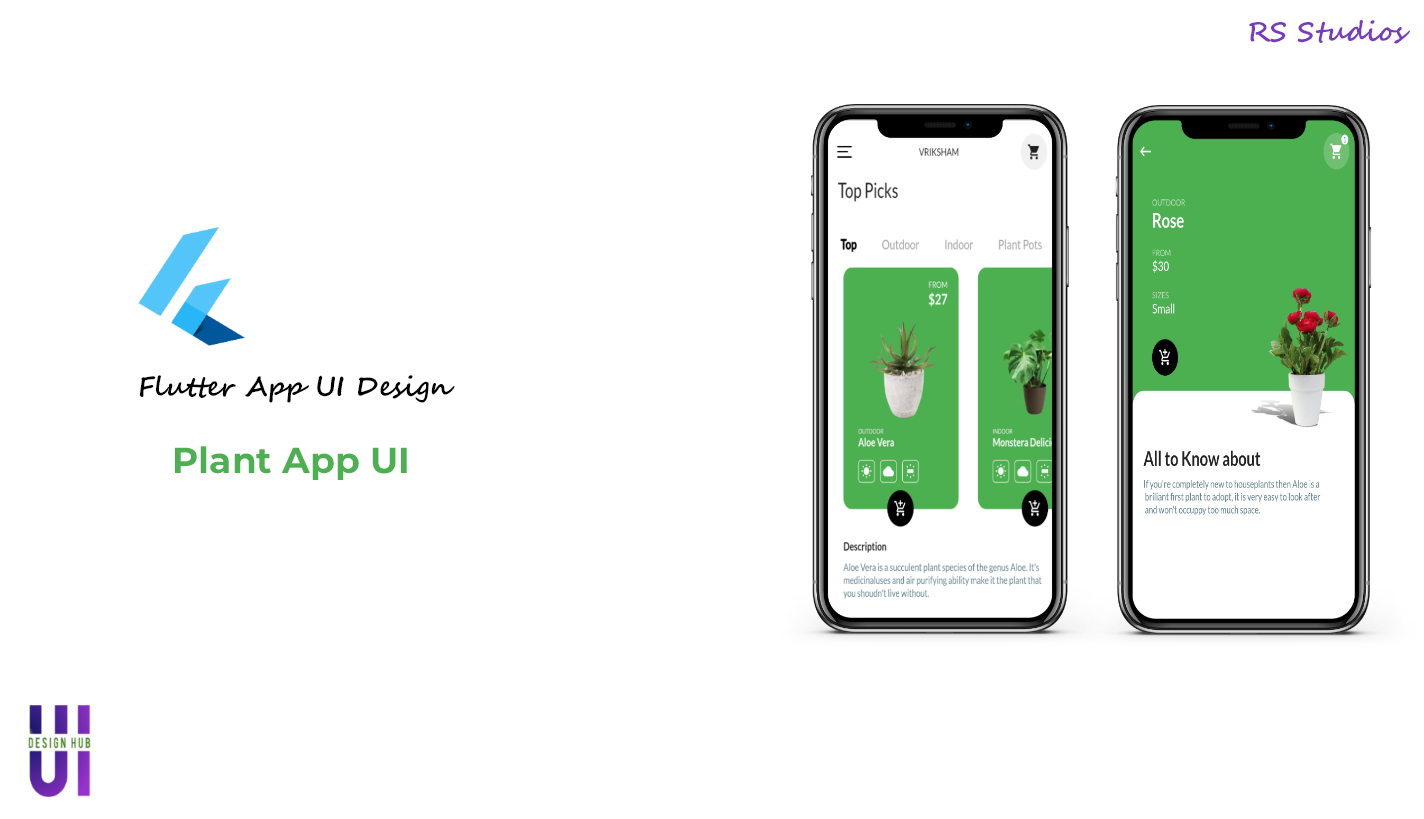 RS Studios
Flutter App UI Design
Plant App UI
UI
DESIGN HUB
VRIKSHAM
Top Picks
Top Outdoor Indoor Plant Pots
FROM
$27
OUTDOOR
Aloe Vera
INDOOR
Monstera Delici
Description
Aloe Vera is a succulent plant species of the genus Aloe. It's
medicinaluses and air purifying ability make it the plant that
you shoudn't live without.
OUTDOOR
Rose
FROM
$30
SIZES
Small
All to Know about
If you're completely new to houseplants then Aloe is a
briliant first plant to adopt, it is very easy to look after
and won't occuppy too much space.